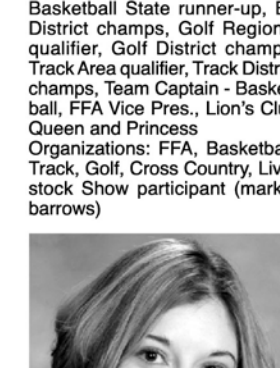 Basketball State runner-up,
District champs, Golf Region
qualifier, Golf District champ
Track Area qualifier, Track Distr
champs, Team Captain - Baske
ball, FFA Vice Pres., Lion's Cl
Queen and Princess
Organizations: FFA, Basketba
Track, Golf, Cross Country, Liv
stock Show participant (mark
barrows)